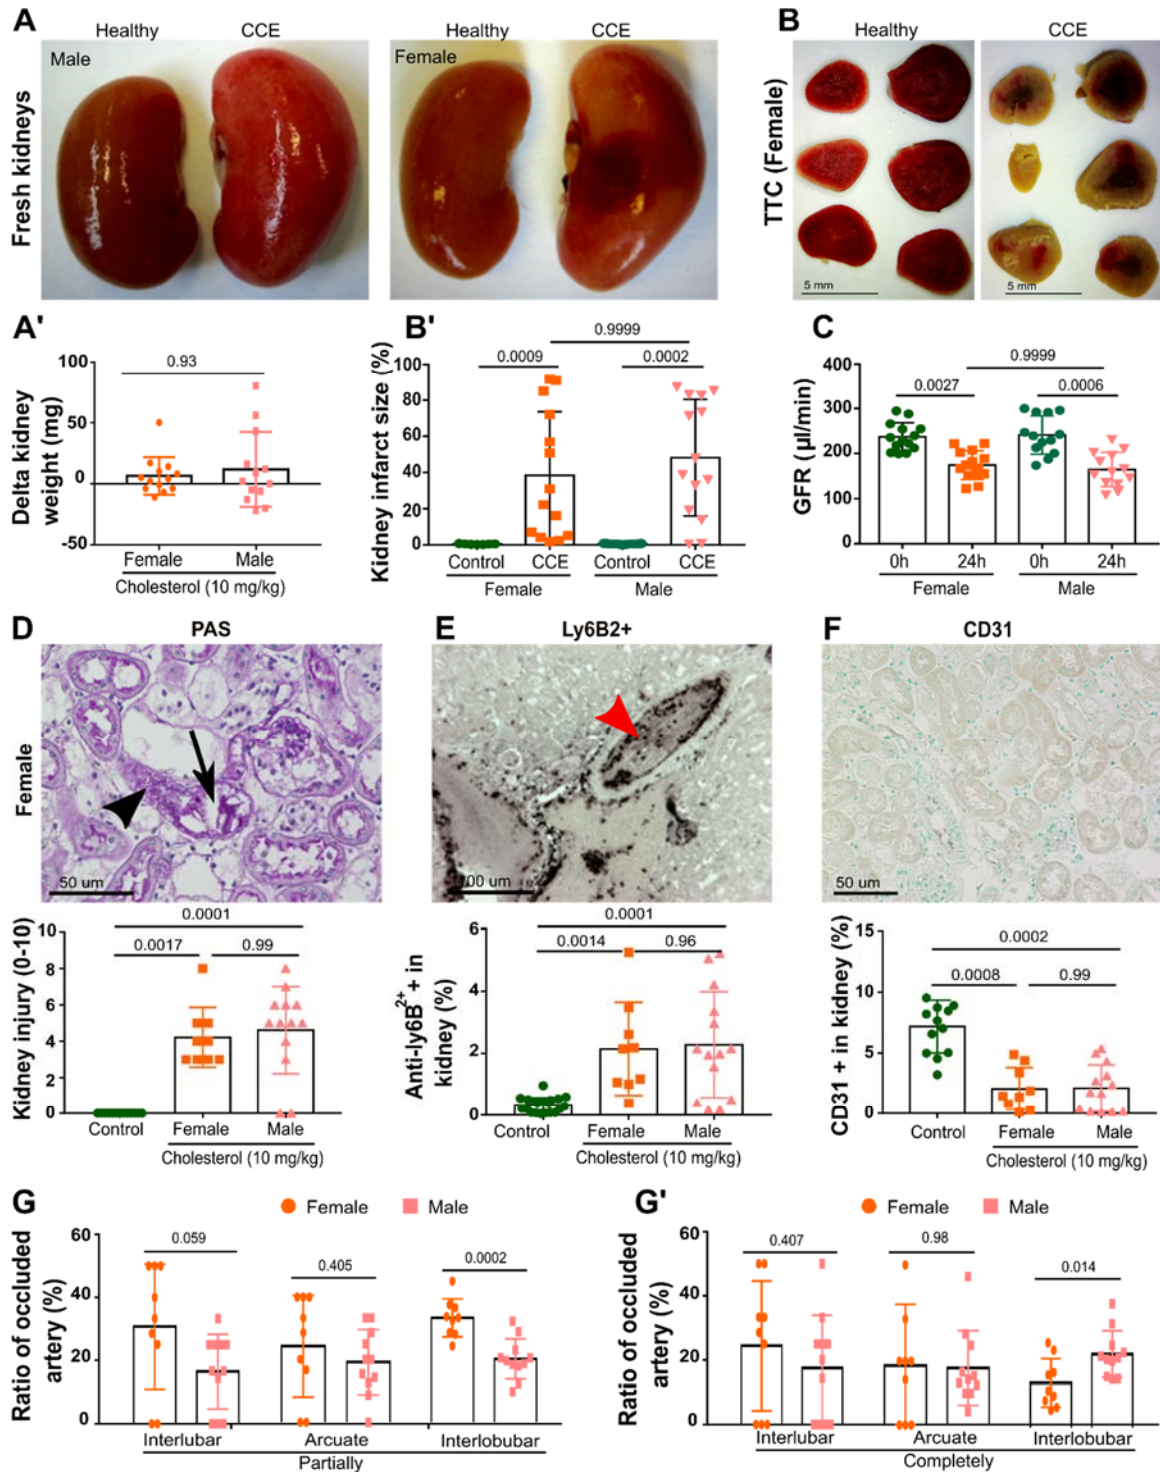 A
Healthy
CCE
Healthy
CCE
Male
Female
Fresh kidneys
B
Healthy
CCE
TTC (Female)
5 mm
5 mm
A'
Delta kidney
weight (mg)
100
50
0
-50
0.93
Female
Male
Cholesterol (10 mg/kg)
B'
Kidney infarct size (%)
100
80
60
40
20
0
0.9999
0.0009
0.0002
Control
CCE
Control
CCE
Female
Male
C
GFR (µl/min)
400
300
200
100
0
0.9999
0.0027
0.0006
0h
24h
0h
24h
Female
Male
D
PAS
Female
50 um
Kidney injury (0-10)
10
8
6
4
2
0
0.0001
0.0017
0.99
Control
Female
Male
Cholesterol (10 mg/kg)
E
Ly6B2+
100 um
Anti-ly6B2+ + in
kidney (%)
6
4
2
0
0.0001
0.0014
0.96
Control
Female
Male
Cholesterol (10 mg/kg)
F
CD31
50 um
CD31 + in kidney (%)
15
10
5
0
0.0002
0.0008
0.99
Control
Female
Male
Cholesterol (10 mg/kg)
G
Female
Male
Ratio of occluded
artery (%)
60
40
20
0
0.059
0.405
0.0002
Interlubar
Arcuate
Interlobubar
Partially
G'
Female
Male
Ratio of occluded
artery (%)
60
40
20
0
0.407
0.98
0.014
Interlubar
Arcuate
Interlobubar
Completely